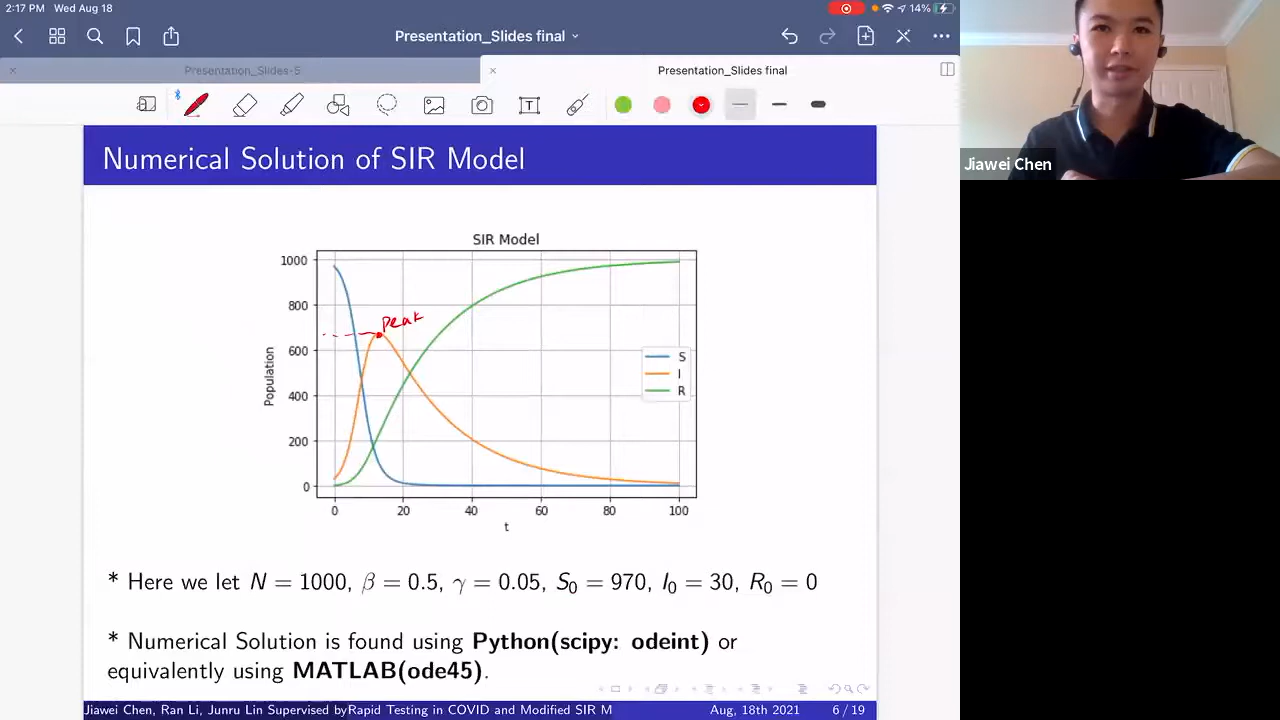 2:17 PM Wed Aug 18
14%
Presentation_Slides final
Presentation_Slides-5
Presentation_Slides final
T
Jiawei Chen
Numerical Solution of SIR Model
SIR Model
Peak
Population
1000
800
600
400
200
0
S
I
R
0 20 40 60 80 100
t
* Here we let N = 1000, β = 0.5, γ = 0.05, S₀ = 970, I₀ = 30, R₀ = 0
* Numerical Solution is found using Python(scipy: odeint) or
equivalently using MATLAB(ode45).
Jiawei Chen, Ran Li, Junru Lin Supervised byRapid Testing in COVID and Modified SIR M Aug, 18th 2021 6 / 19